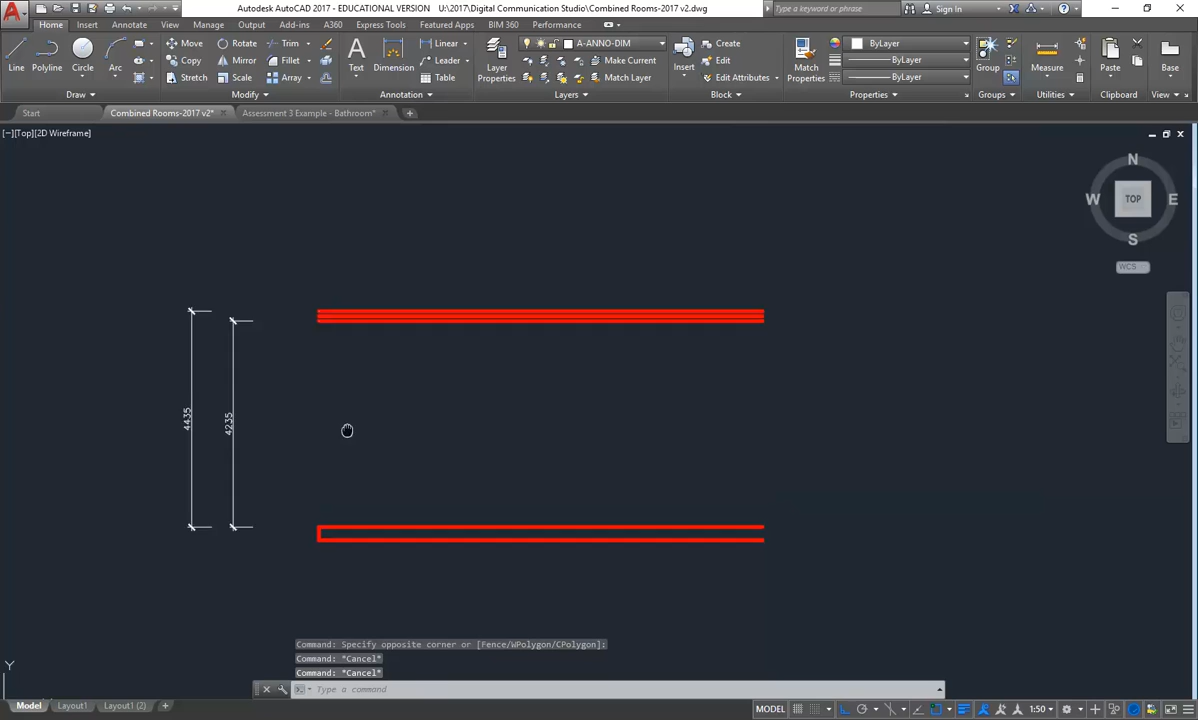 Autodesk AutoCAD 2017 - EDUCATIONAL VERSION U:\2017\Digital Communication Studio\Combined Rooms-2017 v2.dwg
Type a keyword or phrase
Sign In
Home Insert Annotate View Manage Output Add-ins A360 Express Tools Featured Apps BIM 360 Performance
Line Polyline Circle Arc
Move Rotate Trim
Copy Mirror Fillet
Stretch Scale Array
Text Dimension
Linear
Leader
Table
Layer
Properties
A-ANNO-DIM
Make Current
Match Layer
Insert
Create
Edit
Edit Attributes
Match
Properties
ByLayer
ByLayer
ByLayer
Group
Measure
Paste
Base
Draw Modify Annotation Layers Block Properties Groups Utilities Clipboard View
Start Combined Rooms-2017 v2* Assessment 3 Example - Bathroom*
[−][Top][2D Wireframe]
N
W TOP E
S
WCS
4435
4235
Y
Command: Specify opposite corner or [Fence/WPolygon/CPolygon]:
Command: *Cancel*
Command: *Cancel*
Type a command
Model Layout1 Layout1 (2)
MODEL 1:50